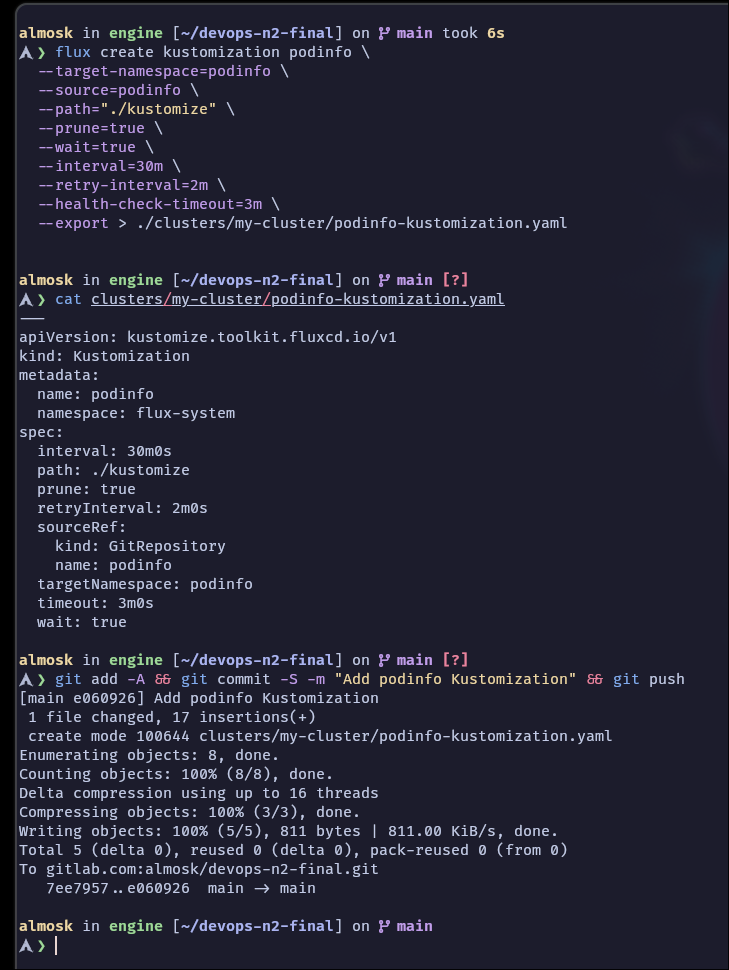 almosk in engine [~/devops-n2-final] on main took 6s
❯ flux create kustomization podinfo \
  --target-namespace=podinfo \
  --source=podinfo \
  --path="./kustomize" \
  --prune=true \
  --wait=true \
  --interval=30m \
  --retry-interval=2m \
  --health-check-timeout=3m \
  --export > ./clusters/my-cluster/podinfo-kustomization.yaml
almosk in engine [~/devops-n2-final] on main [?]
❯ cat clusters/my-cluster/podinfo-kustomization.yaml
---
apiVersion: kustomize.toolkit.fluxcd.io/v1
kind: Kustomization
metadata:
  name: podinfo
  namespace: flux-system
spec:
  interval: 30m0s
  path: ./kustomize
  prune: true
  retryInterval: 2m0s
  sourceRef:
    kind: GitRepository
    name: podinfo
  targetNamespace: podinfo
  timeout: 3m0s
  wait: true
almosk in engine [~/devops-n2-final] on main [?]
❯ git add -A && git commit -S -m "Add podinfo Kustomization" && git push
[main e060926] Add podinfo Kustomization
 1 file changed, 17 insertions(+)
 create mode 100644 clusters/my-cluster/podinfo-kustomization.yaml
Enumerating objects: 8, done.
Counting objects: 100% (8/8), done.
Delta compression using up to 16 threads
Compressing objects: 100% (3/3), done.
Writing objects: 100% (5/5), 811 bytes | 811.00 KiB/s, done.
Total 5 (delta 0), reused 0 (delta 0), pack-reused 0 (from 0)
To gitlab.com:almosk/devops-n2-final.git
   7ee7957..e060926  main -> main
almosk in engine [~/devops-n2-final] on main
❯